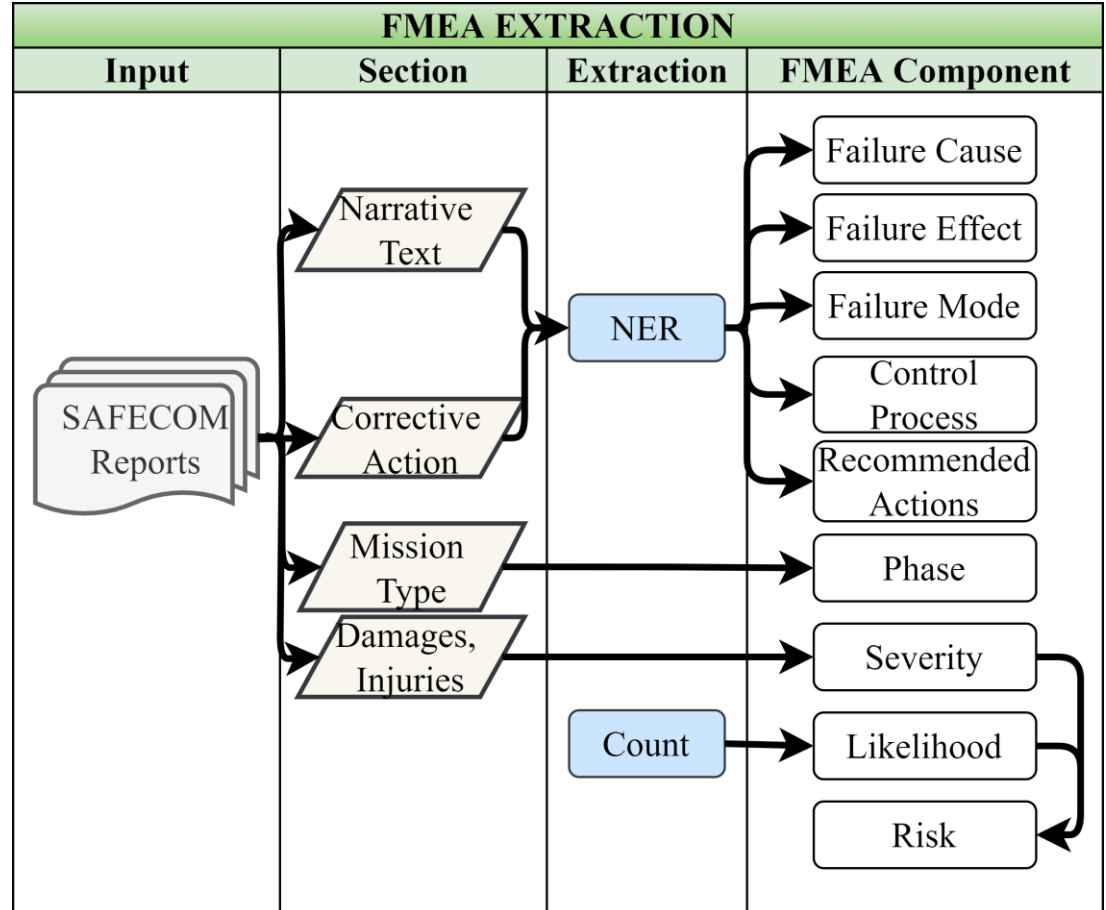 FMEA EXTRACTION
Input
Section
Extraction
FMEA Component
SAFECOM
Reports
Narrative
Text
Corrective
Action
Mission
Type
Damages,
Injuries
NER
Count
Failure Cause
Failure Effect
Failure Mode
Control
Process
Recommended
Actions
Phase
Severity
Likelihood
Risk